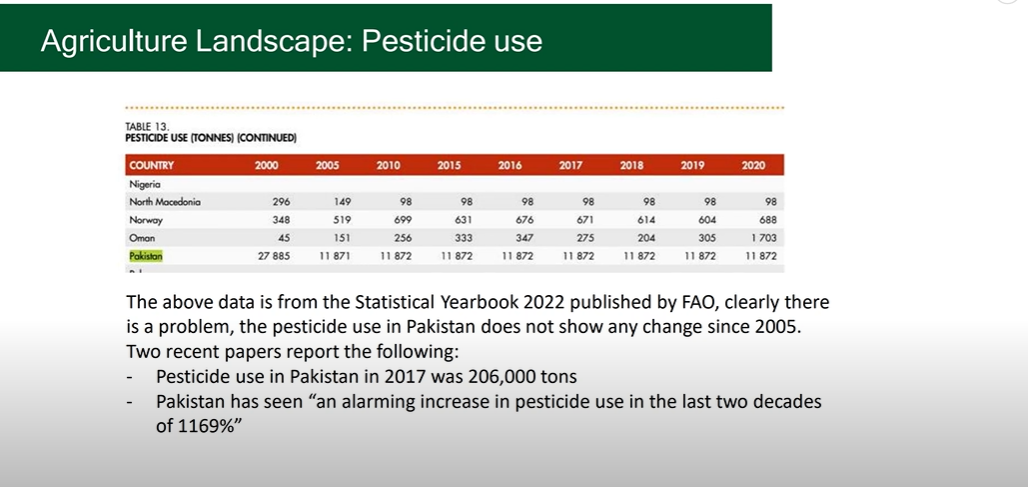 Agriculture Landscape: Pesticide use
TABLE 13.
PESTICIDE USE (TONNES) (CONTINUED)
COUNTRY 2000 2005 2010 2015 2016 2017 2018 2019 2020
Nigeria
North Macedonia 296 149 98 98 98 98 98 98 98
Norway 348 519 699 631 676 671 614 604 688
Oman 45 151 256 333 347 275 204 305 1 703
Pakistan 27 885 11 871 11 872 11 872 11 872 11 872 11 872 11 872 11 872
The above data is from the Statistical Yearbook 2022 published by FAO, clearly there
is a problem, the pesticide use in Pakistan does not show any change since 2005.
Two recent papers report the following:
- Pesticide use in Pakistan in 2017 was 206,000 tons
- Pakistan has seen “an alarming increase in pesticide use in the last two decades
of 1169%”